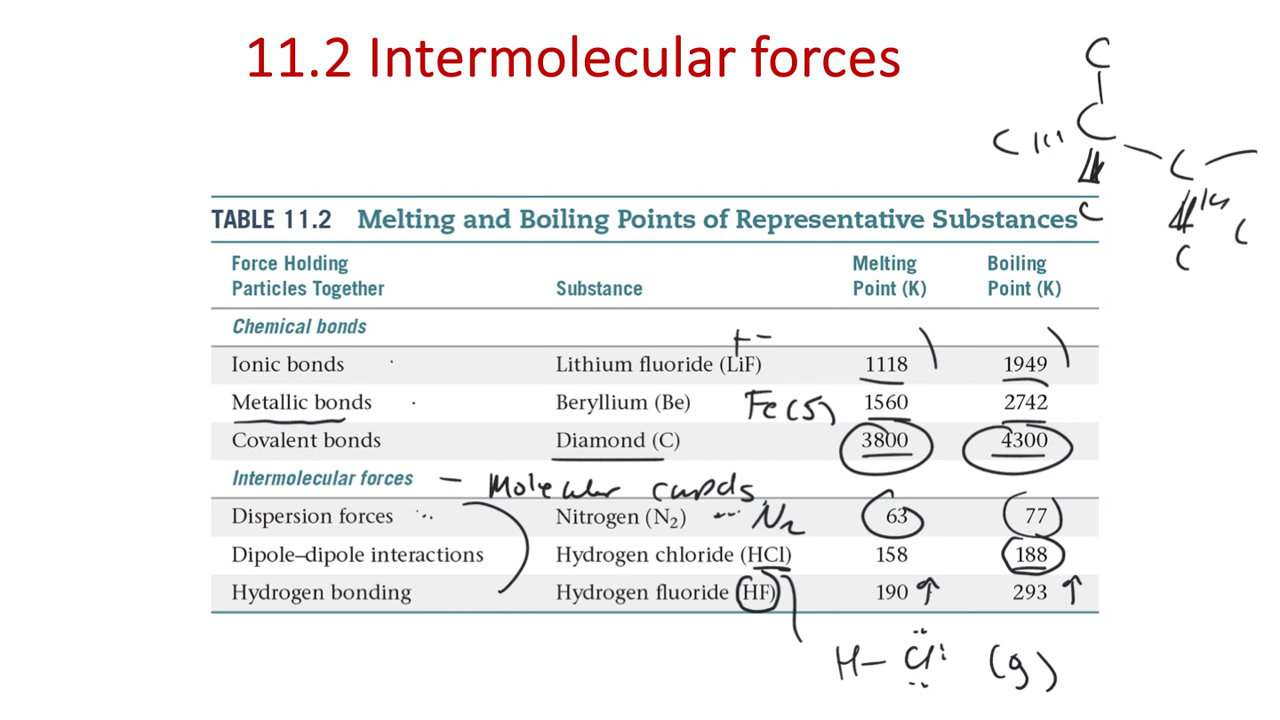 11.2 Intermolecular forces
C
C
C
C
C
C
C
TABLE 11.2 Melting and Boiling Points of Representative Substances
Force Holding Particles Together Substance Melting Point (K) Boiling Point (K)
Chemical bonds
+ -
Ionic bonds Lithium fluoride (LiF) 1118 1949
Metallic bonds Beryllium (Be) Fe (s) 1560 2742
Covalent bonds Diamond (C) 3800 4300
Intermolecular forces - Molecular
Dispersion forces Nitrogen (N₂) N₂ 63 77
Dipole–dipole interactions Hydrogen chloride (HCl) 158 188
Hydrogen bonding Hydrogen fluoride (HF) 190 ↑ 293 ↑
H–Cl (g)